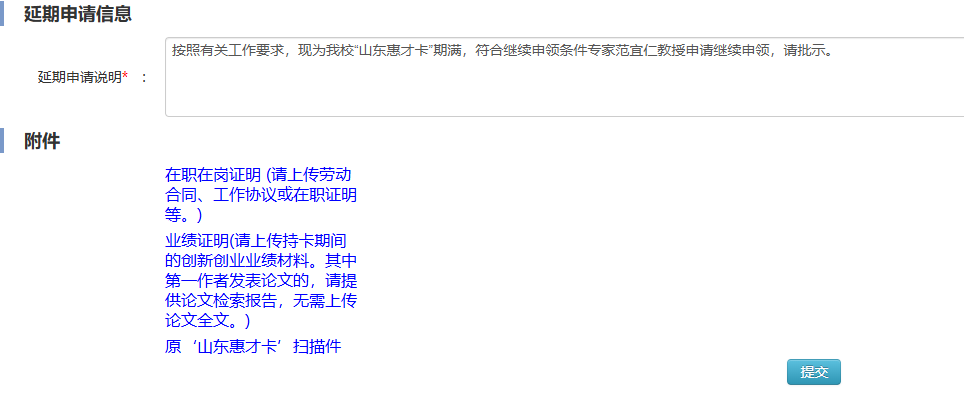 延期申请信息
延期申请说明* ：
按照有关工作要求，现为我校“山东惠才卡”期满，符合继续申领条件专家范宜仁教授申请继续申领，请批示。
附件
在职在岗证明 (请上传劳动
合同、工作协议或在职证明
等。)
业绩证明(请上传持卡期间
的创新创业业绩材料。其中
第一作者发表论文的，请提
供论文检索报告，无需上传
论文全文。)
原‘山东惠才卡’扫描件
提交